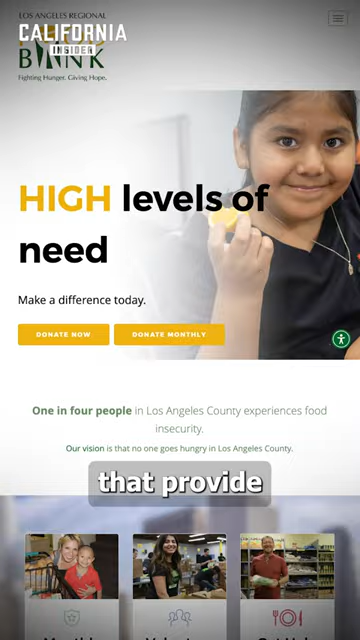 LOS ANGELES REGIONAL
CALIFORNIA
INSIDER
BANK
Fighting Hunger. Giving Hope.
HIGH levels of
need
Make a difference today.
DONATE NOW
DONATE MONTHLY
One in four people in Los Angeles County experiences food
insecurity.
Our vision is that no one goes hungry in Los Angeles County.
that provide